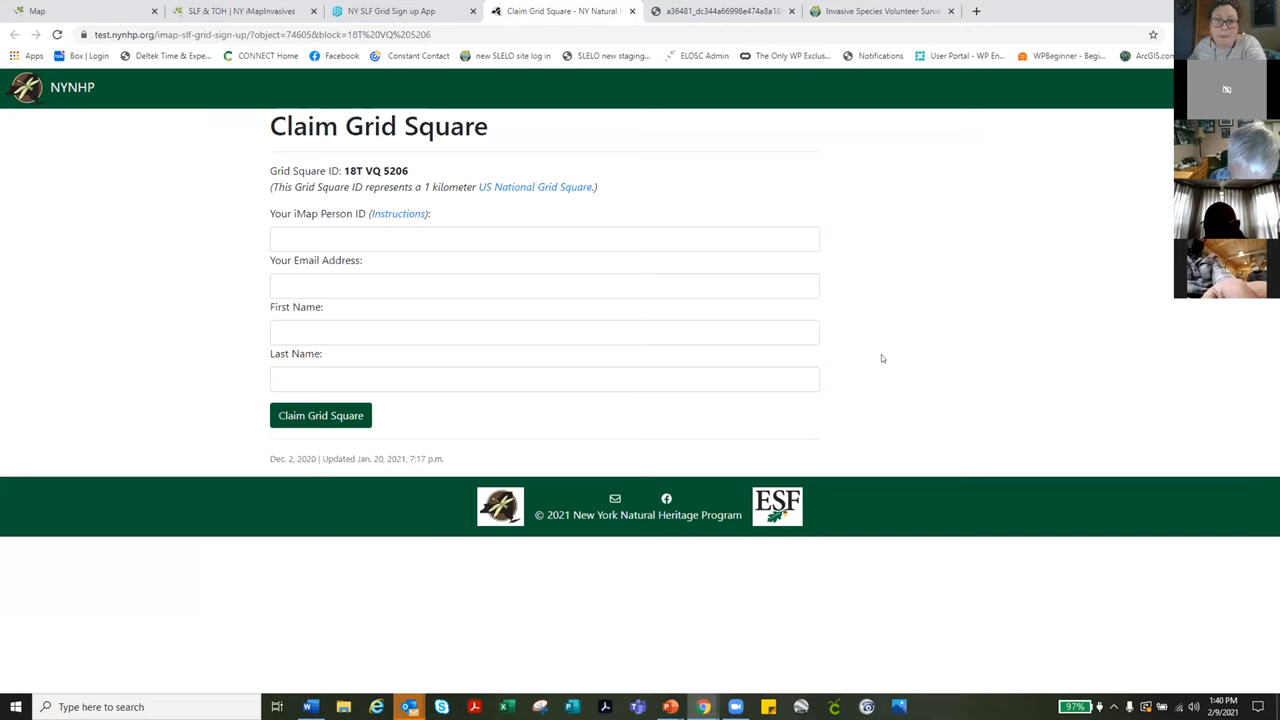 Map
SLF & TOH | NY iMapInvasives
NY SLF Grid Sign up App
Claim Grid Square - NY Natural H
a36481_dc344a66998e474a8a18
Invasive Species Volunteer Surve
test.nynhp.org/imap-slf-grid-sign-up/?object=74605&block=18T%20VQ%205206
Apps
Box | Login
Deltek Time & Expe...
CONNECT Home
Facebook
Constant Contact
new SLELO site log in
SLELO new staging...
ELOSC Admin
The Only WP Exclus...
Notifications
User Portal - WP En...
WPBeginner - Begi...
ArcGIS.com
NYNHP
Claim Grid Square
Grid Square ID: 18T VQ 5206
(This Grid Square ID represents a 1 kilometer US National Grid Square.)
Your iMap Person ID (Instructions):
Your Email Address:
First Name:
Last Name:
Claim Grid Square
Dec. 2, 2020 | Updated Jan. 20, 2021, 7:17 p.m.
ESF
© 2021 New York Natural Heritage Program
Type here to search
97%
1:40 PM
2/9/2021